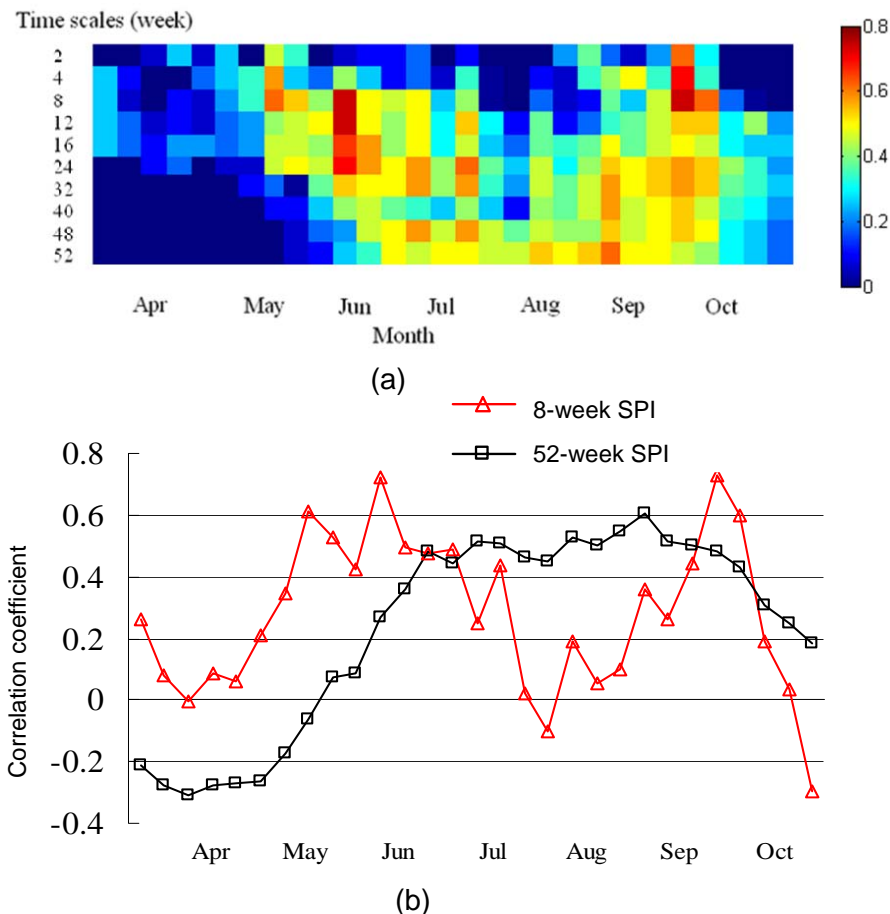 Time scales (week)
2
4
8
12
16
24
32
40
48
52
0.8
0.6
0.4
0.2
0
Apr May Jun Jul Aug Sep Oct
Month
(a)
8-week SPI
52-week SPI
Correlation coefficient
0.8
0.6
0.4
0.2
0
-0.2
-0.4
Apr May Jun Jul Aug Sep Oct
(b)